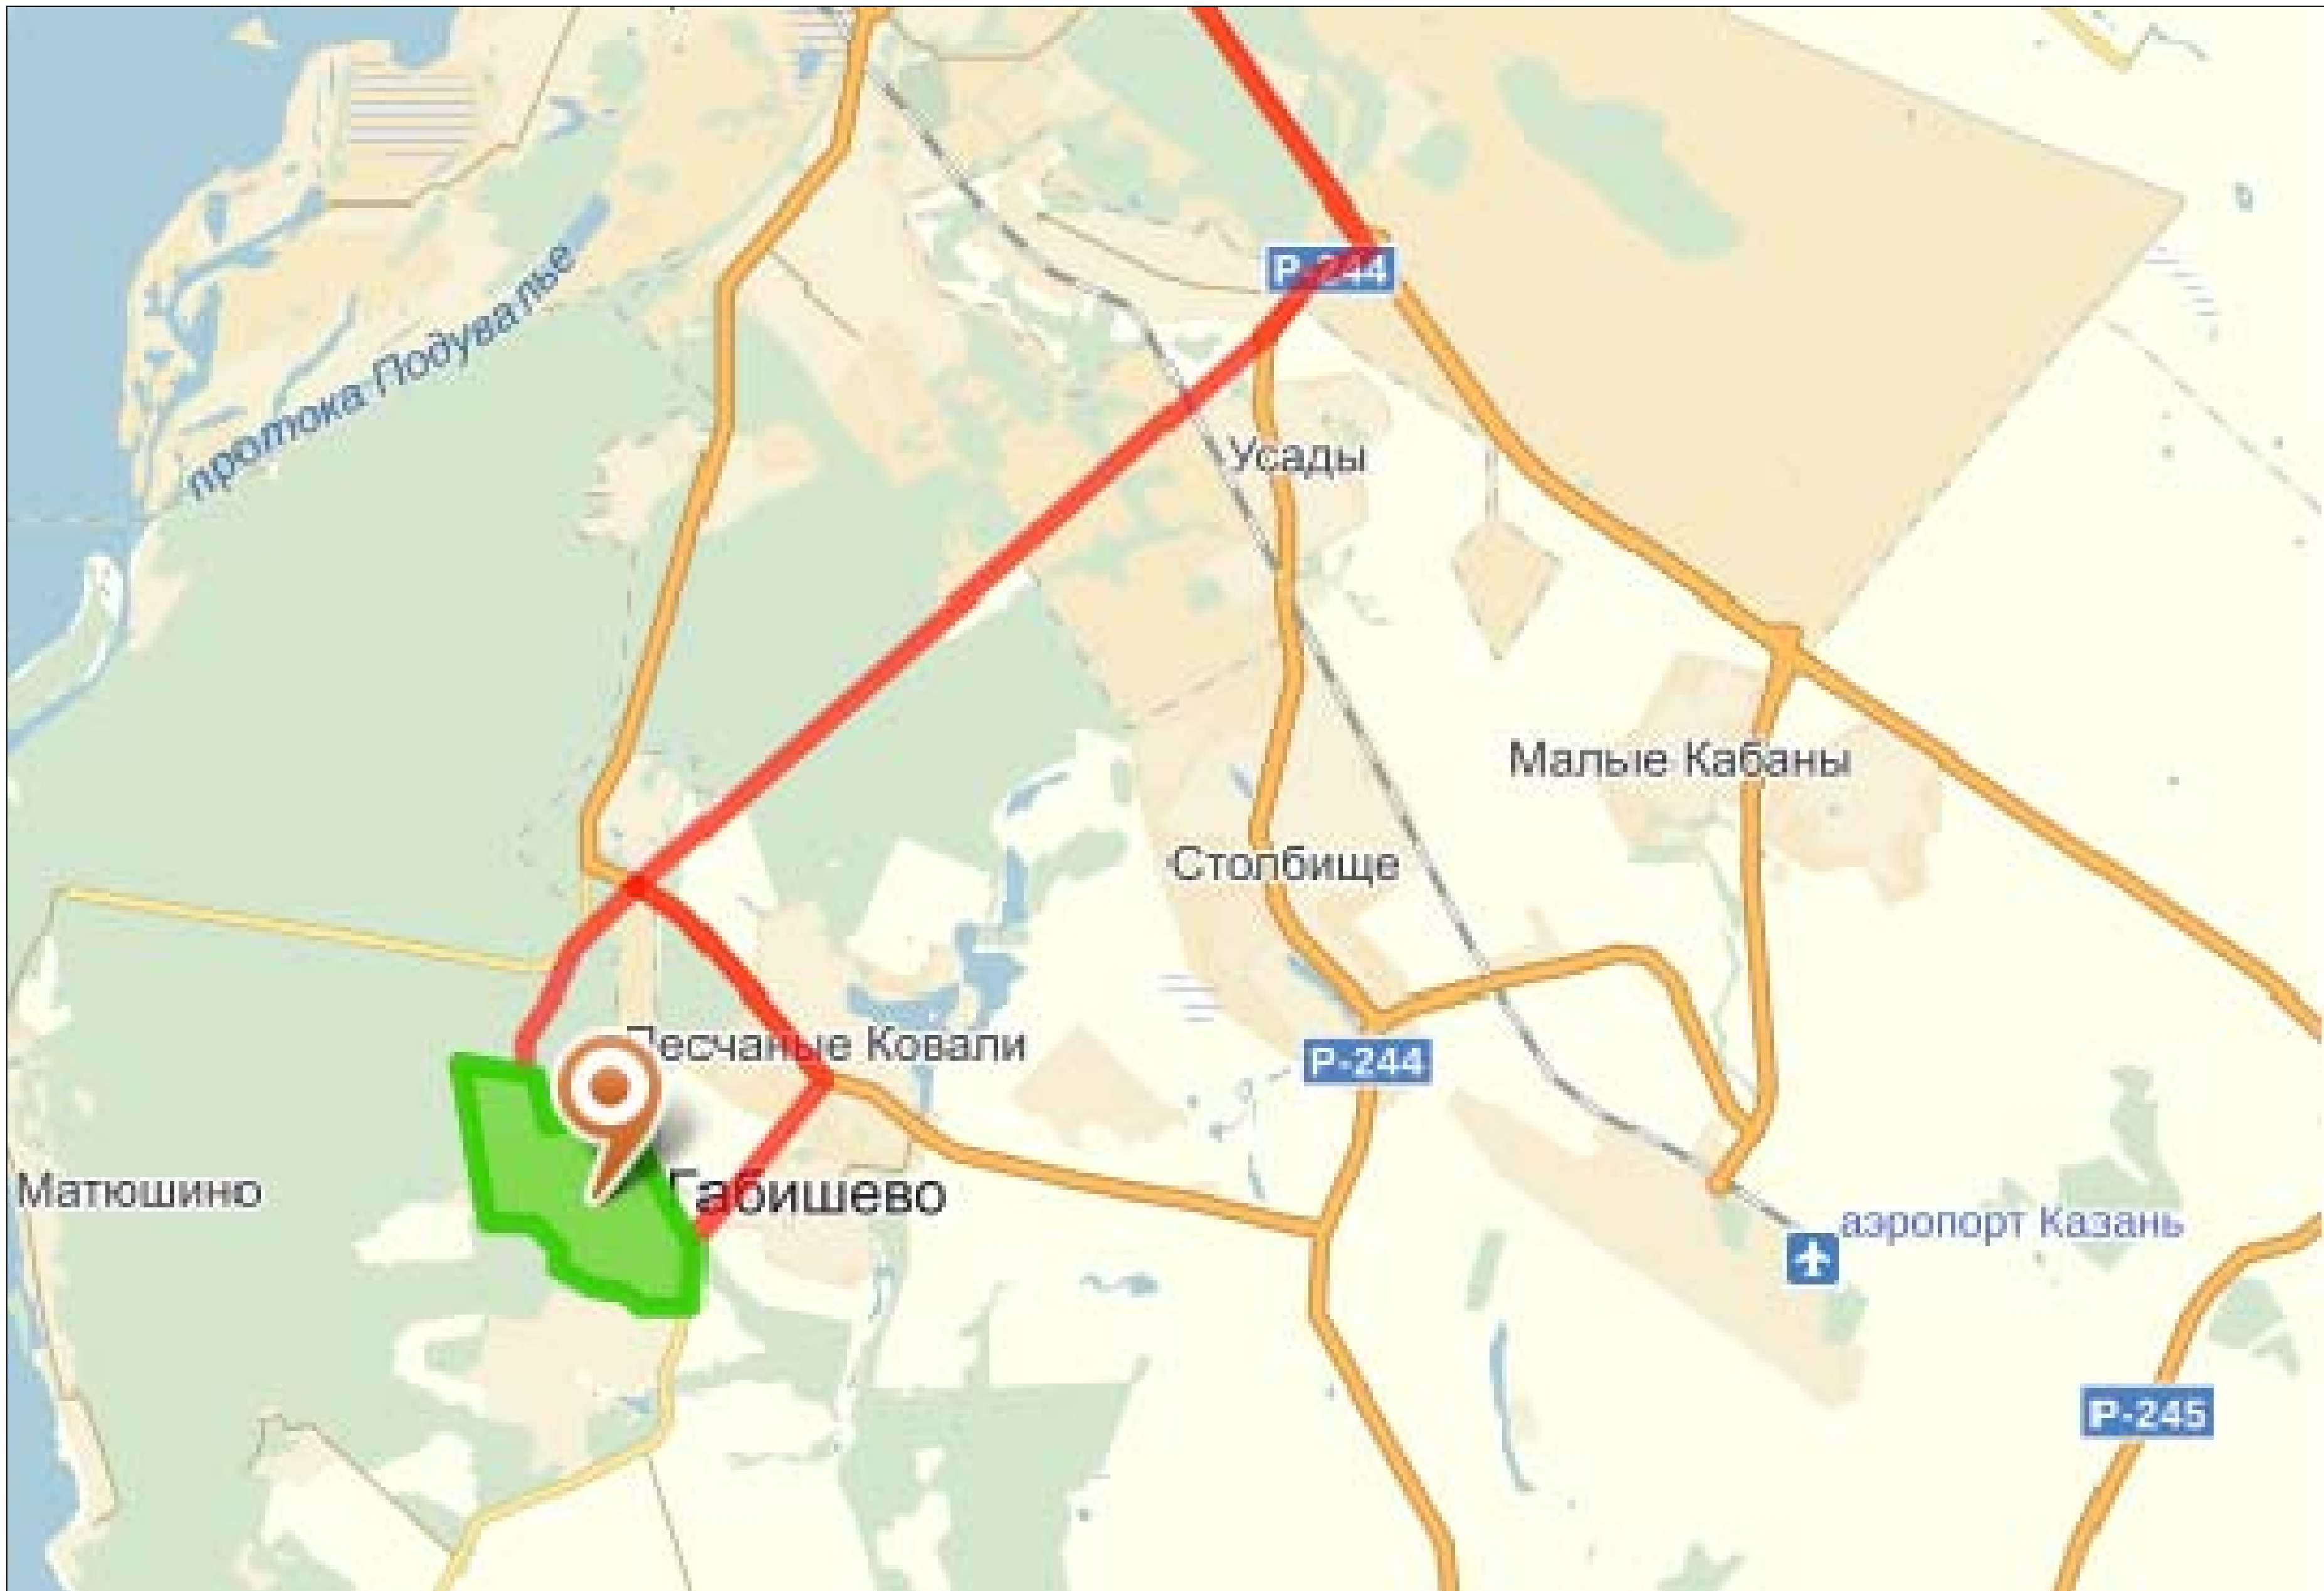 Р-244
протока Подувалье
Усады
Малые Кабаны
Столбище
Песчаные Ковали
Р-244
Матюшино
Габишево
аэропорт Казань
Р-245